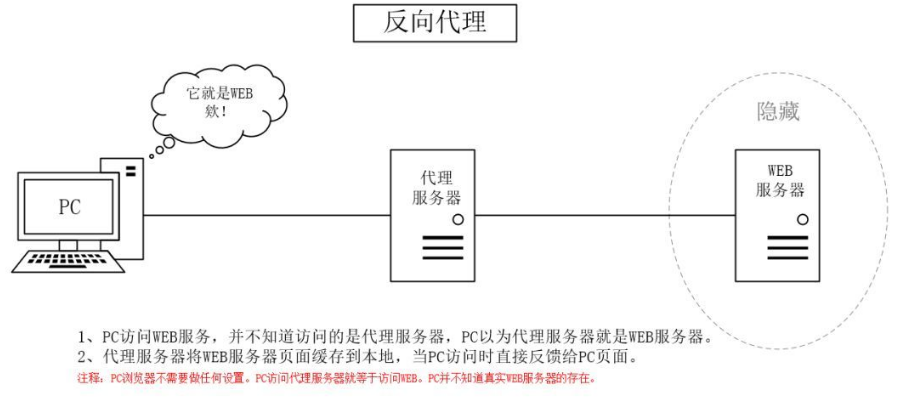 反向代理
它就是WEB
欸!
隐藏
PC
代理
服务器
WEB
服务器
1、PC访问WEB服务，并不知道访问的是代理服务器，PC以为代理服务器就是WEB服务器。
2、代理服务器将WEB服务器页面缓存到本地，当PC访问时直接反馈给PC页面。
注释：PC浏览器不需要做任何设置。PC访问代理服务器就等于访问WEB。PC并不知道真实WEB服务器的存在。